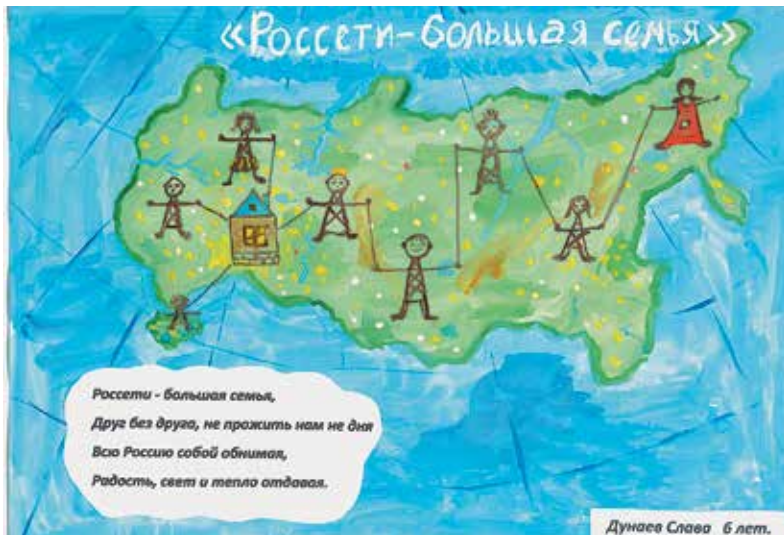 «Россети-большая семья»
Россети - большая семья,
Друг без друга, не прожить нам не дня
Всю Россию собой обнимая,
Радость, свет и тепло отдавая.
Дунаев Слава 6 лет.